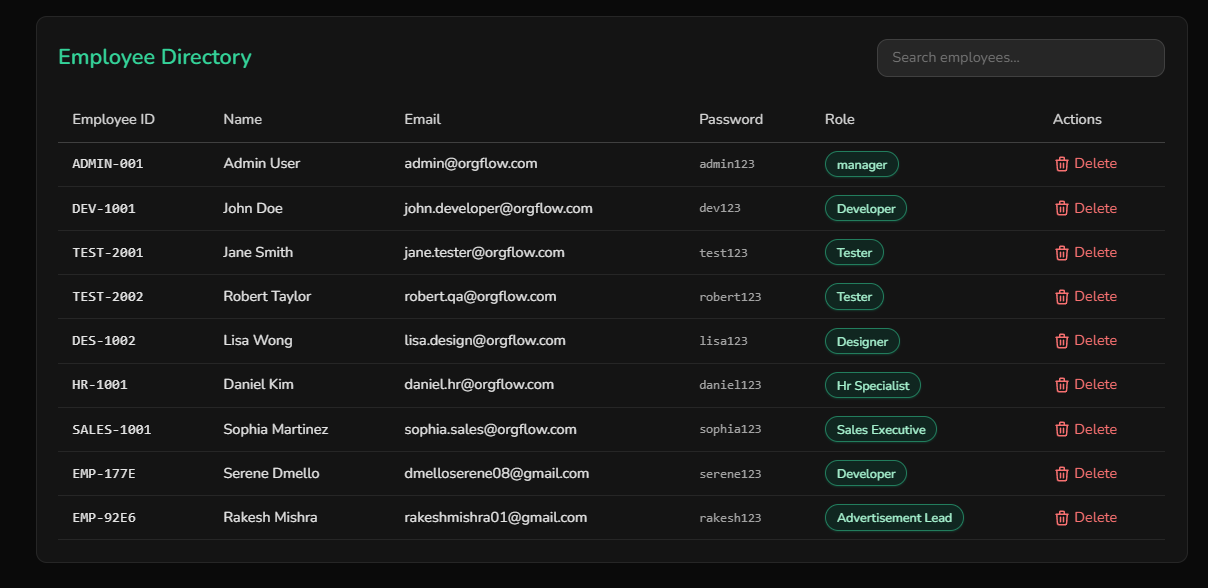 Employee Directory
Search employees...
Employee ID Name Email Password Role Actions
ADMIN-001 Admin User admin@orgflow.com admin123 manager Delete
DEV-1001 John Doe john.developer@orgflow.com dev123 Developer Delete
TEST-2001 Jane Smith jane.tester@orgflow.com test123 Tester Delete
TEST-2002 Robert Taylor robert.qa@orgflow.com robert123 Tester Delete
DES-1002 Lisa Wong lisa.design@orgflow.com lisa123 Designer Delete
HR-1001 Daniel Kim daniel.hr@orgflow.com daniel123 Hr Specialist Delete
SALES-1001 Sophia Martinez sophia.sales@orgflow.com sophia123 Sales Executive Delete
EMP-177E Serene Dmello dmelloserene08@gmail.com serene123 Developer Delete
EMP-92E6 Rakesh Mishra rakeshmishra01@gmail.com rakesh123 Advertisement Lead Delete